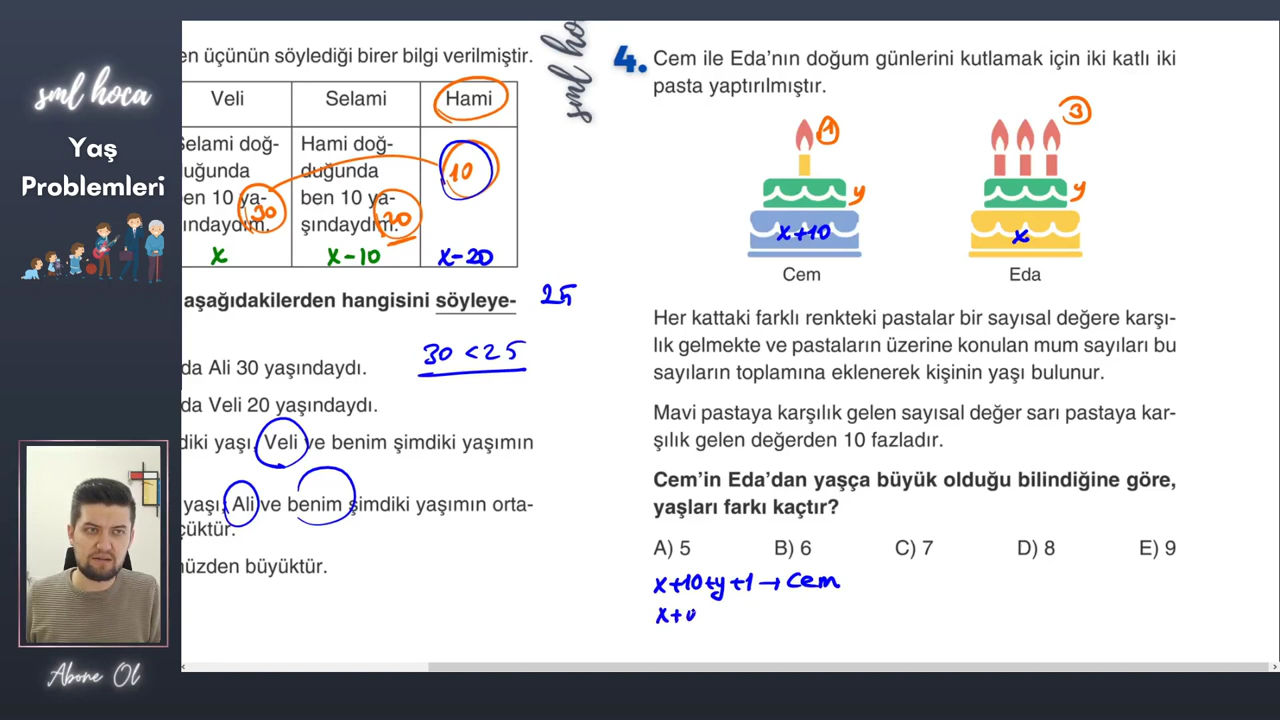 sml hoca
Yaş
Problemleri
Abone Ol
en üçünün söylediği birer bilgi verilmiştir.
Veli
Selami
Hami
Selami doğ-
duğunda
ben 10 ya-
şındaydım.
30
x
Hami doğ-
duğunda
ben 10 ya-
şındaydım.
20
x-10
10
x-20
aşağıdakilerden hangisini söyleye-
25
30 < 25
da Ali 30 yaşındaydı.
da Veli 20 yaşındaydı.
diki yaşı, Veli ve benim şimdiki yaşımın
yaşı, Ali ve benim şimdiki yaşımın orta-
çüktür.
müzden büyüktür.
sml ho
4. Cem ile Eda'nın doğum günlerini kutlamak için iki katlı iki
pasta yaptırılmıştır.
1
3
y
y
x+10
x
Cem
Eda
Her kattaki farklı renkteki pastalar bir sayısal değere karşı-
lık gelmekte ve pastaların üzerine konulan mum sayıları bu
sayıların toplamına eklenerek kişinin yaşı bulunur.
Mavi pastaya karşılık gelen sayısal değer sarı pastaya kar-
şılık gelen değerden 10 fazladır.
Cem'in Eda'dan yaşça büyük olduğu bilindiğine göre,
yaşları farkı kaçtır?
A) 5 B) 6 C) 7 D) 8 E) 9
x+10+y+1 → Cem
x+